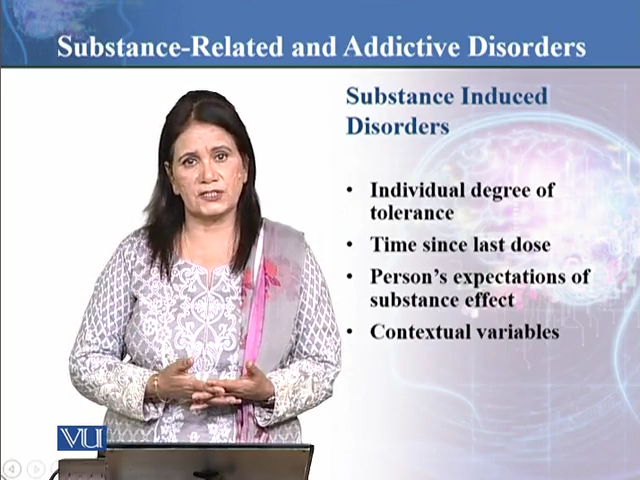 Substance-Related and Addictive Disorders
Substance Induced
Disorders
• Individual degree of
tolerance
• Time since last dose
• Person’s expectations of
substance effect
• Contextual variables
VU